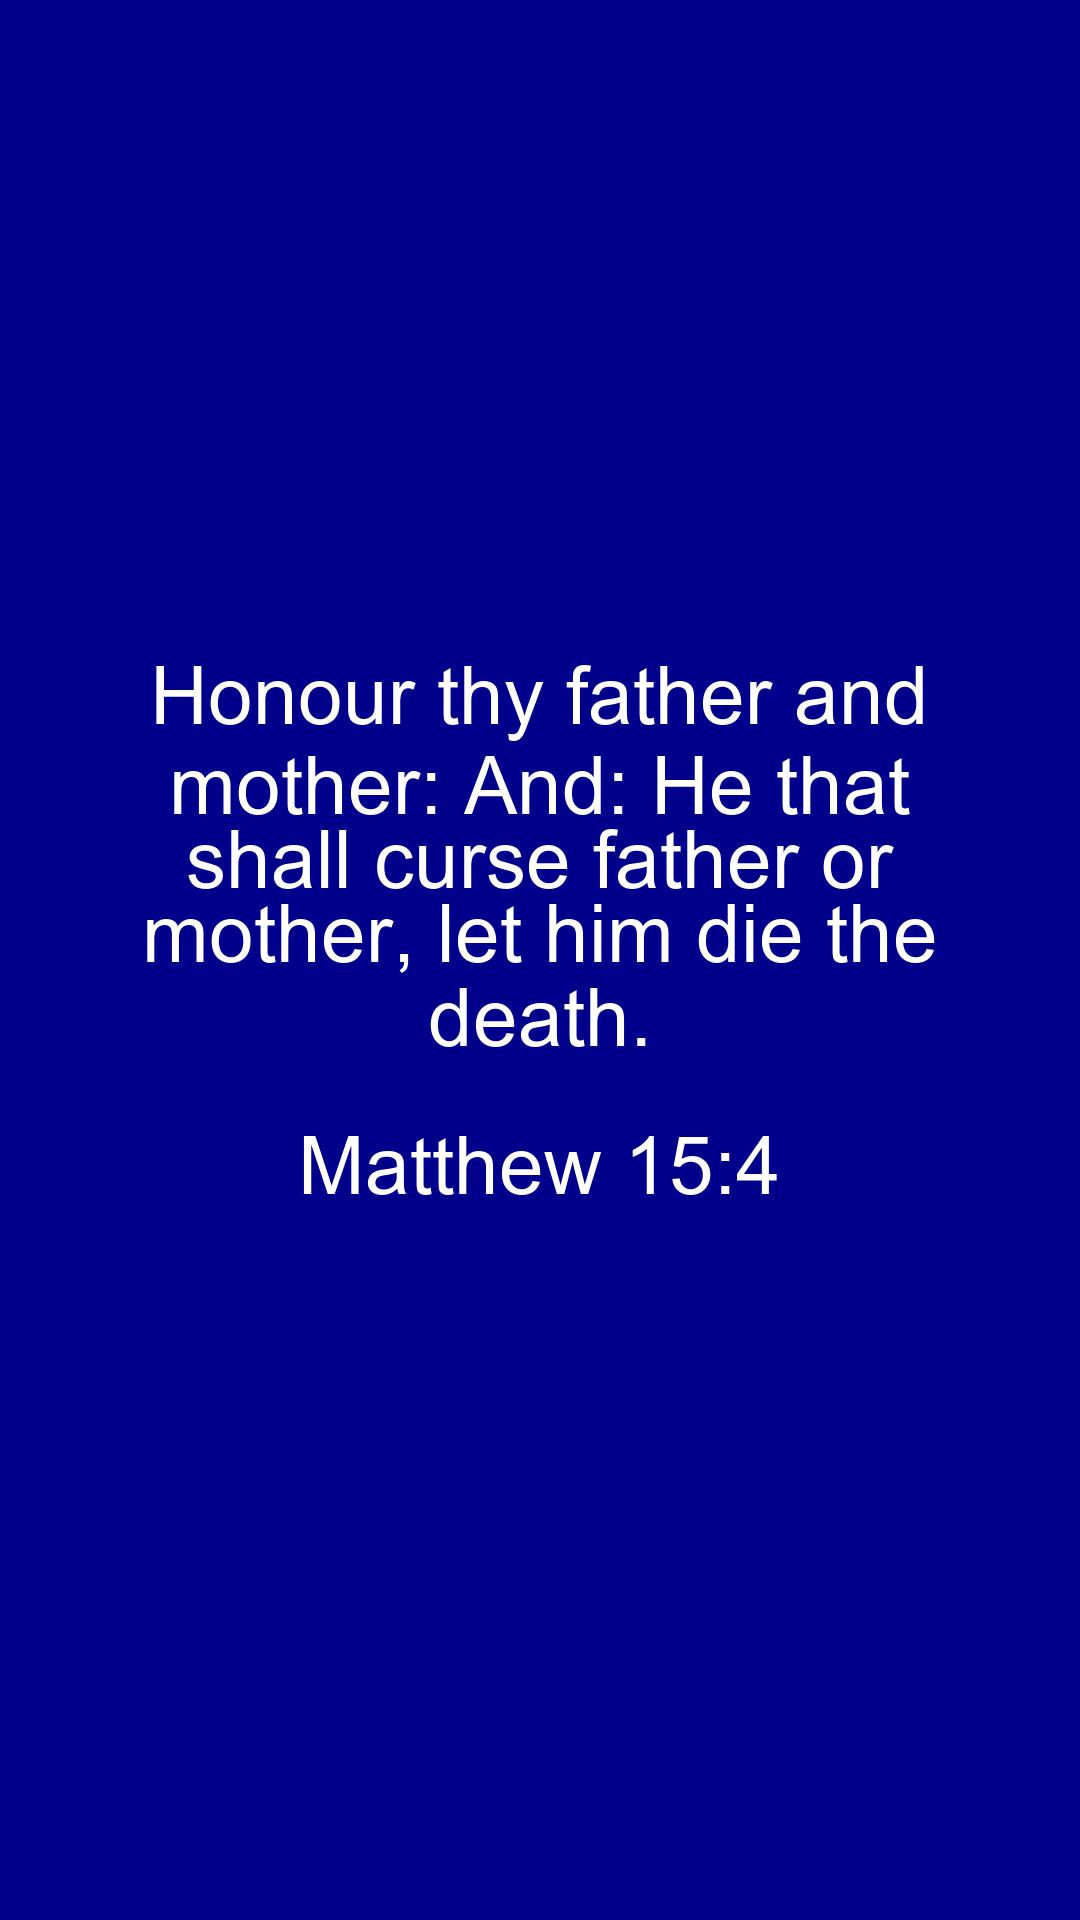 Honour thy father and
mother: And: He that
shall curse father or
mother, let him die the
death.
Matthew 15:4